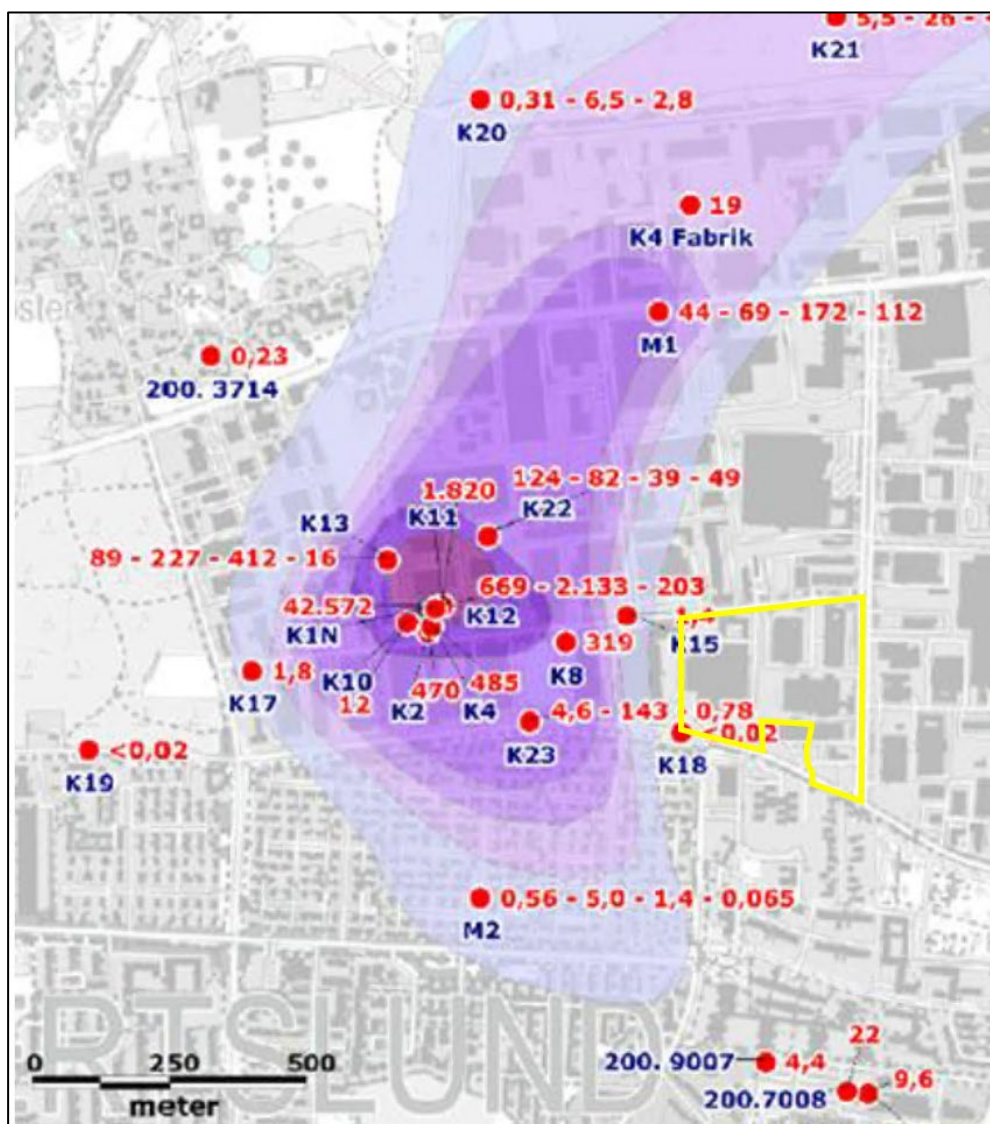 5,5 - 26 -
K21
0,31 - 6,5 - 2,8
K20
19
K4 Fabrik
44 - 69 - 172 - 112
M1
0,23
200. 3714
124 - 82 - 39 - 49
1.820
K11
K22
K13
89 - 227 - 412 - 16
669 - 2.133 - 203
42.572
K12
K1N
K15
319
K8
1,8
K17
K10
470
485
12
K2
K4
4,6 - 143 - 0,78
K23
<0,02
K18
<0,02
K19
0,56 - 5,0 - 1,4 - 0,065
M2
RTSLUND
0 250 500
meter
22
200. 9007
4,4
9,6
200.7008